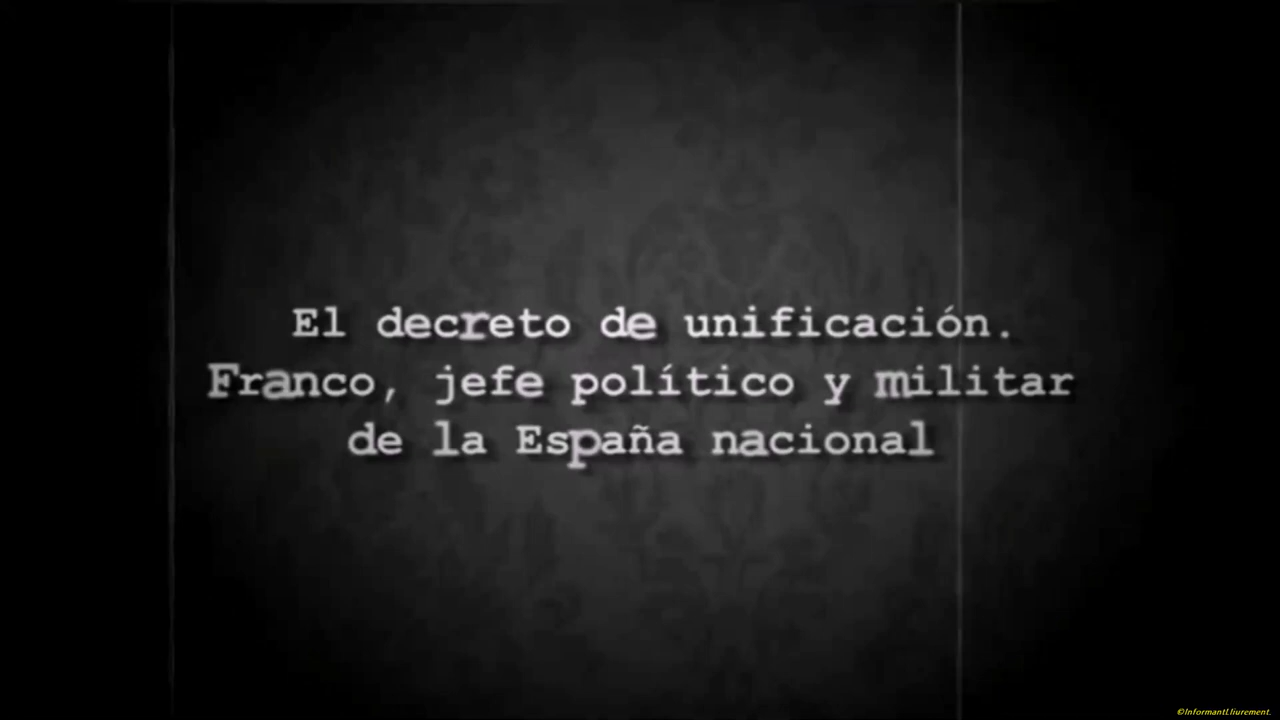 El decreto de unificación.
Franco, jefe político y militar
de la España nacional
©InformantLliurement.